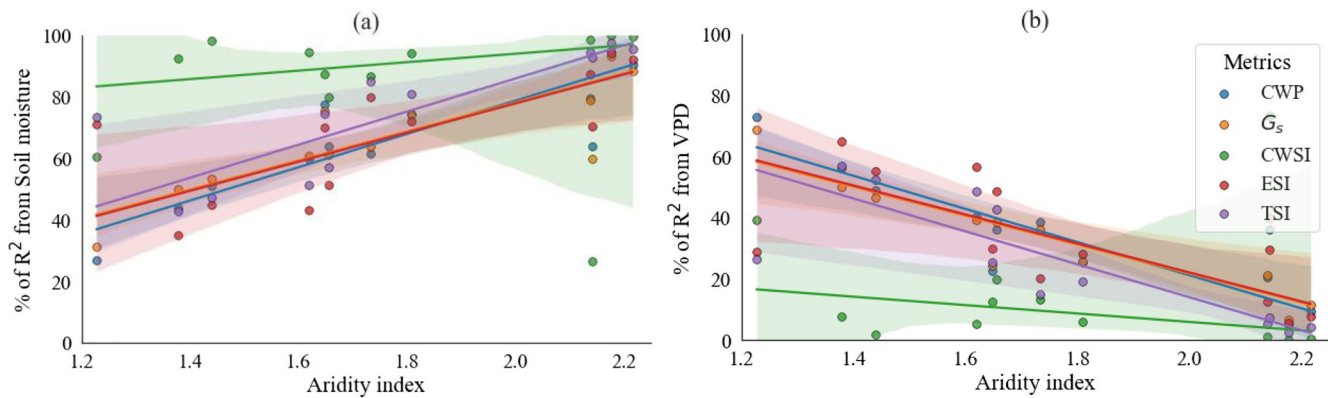 (a)
100
80
60
40
20
0
% of R² from Soil moisture
1.2 1.4 1.6 1.8 2.0 2.2
Aridity index
(b)
100
80
60
40
20
0
% of R² from VPD
1.2 1.4 1.6 1.8 2.0 2.2
Aridity index
Metrics
CWP
Gₛ
CWSI
ESI
TSI